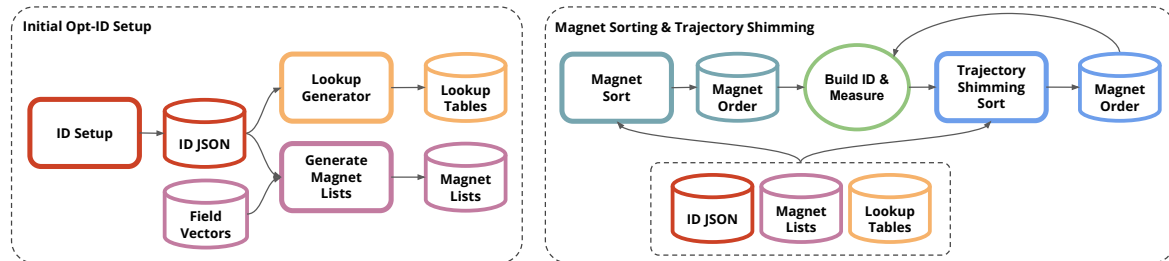 Initial Opt-ID Setup
ID Setup
ID JSON
Field
Vectors
Lookup
Generator
Generate
Magnet
Lists
Lookup
Tables
Magnet
Lists
Magnet Sorting & Trajectory Shimming
Magnet
Sort
Magnet
Order
Build ID &
Measure
Trajectory
Shimming
Sort
Magnet
Order
ID JSON
Magnet
Lists
Lookup
Tables